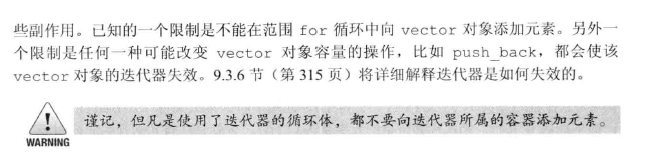 些副作用。已知的一个限制是不能在范围 for 循环中向 vector 对象添加元素。另外一
个限制是任何一种可能改变 vector 对象容量的操作，比如 push_back，都会使该
vector 对象的迭代器失效。9.3.6 节（第 315 页）将详细解释迭代器是如何失效的。
谨记，但凡是使用了迭代器的循环体，都不要向迭代器所属的容器添加元素。
WARNING